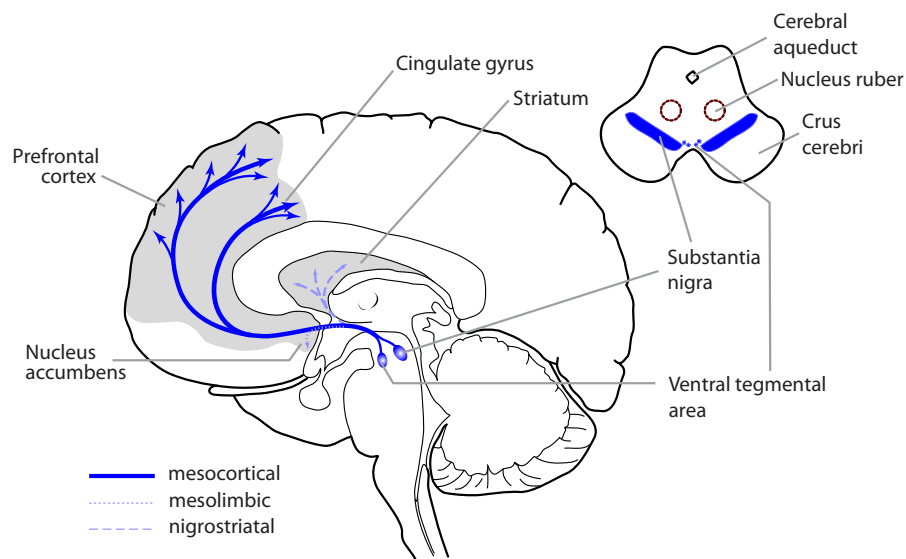 Cerebral
aqueduct
Cingulate gyrus
Nucleus ruber
Striatum
Crus
cerebri
Prefrontal
cortex
Substantia
nigra
Nucleus
accumbens
Ventral tegmental
area
mesocortical
mesolimbic
nigrostriatal